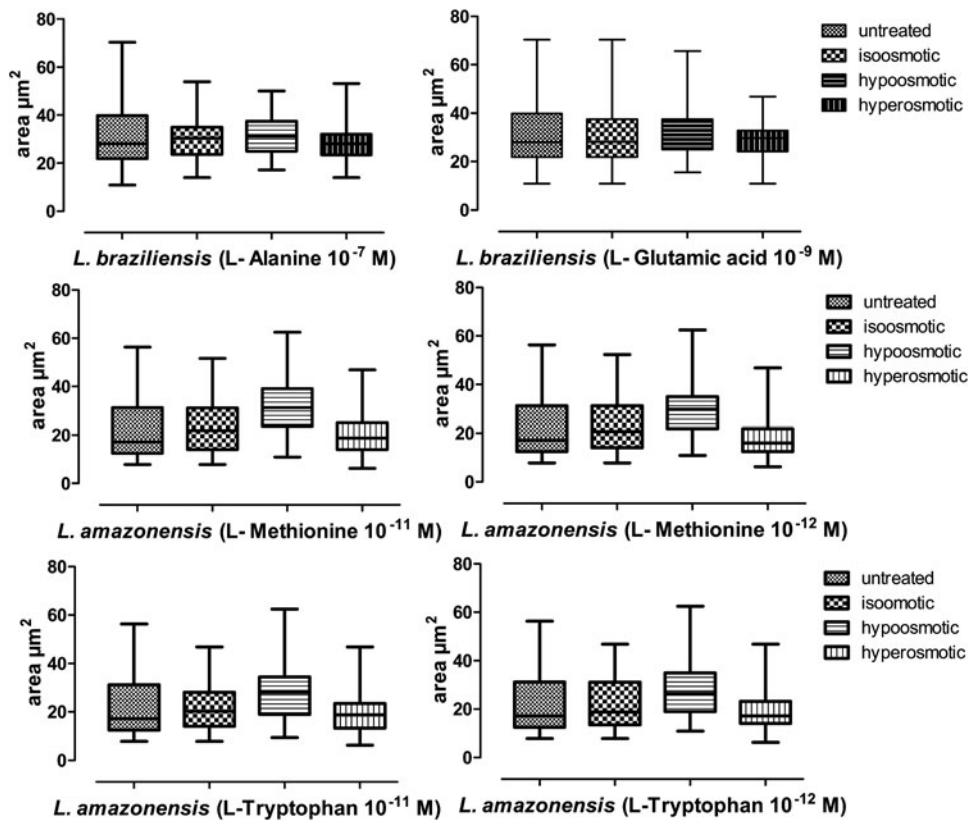 80
60
40
20
0
area µm²
L. braziliensis (L- Alanine 10⁻⁷ M)
80
60
40
20
0
area µm²
L. braziliensis (L- Glutamic acid 10⁻⁹ M)
untreated
isoosmotic
hypoosmotic
hyperosmotic
80
60
40
20
0
area µm²
L. amazonensis (L- Methionine 10⁻¹¹ M)
80
60
40
20
0
area µm²
L. amazonensis (L- Methionine 10⁻¹² M)
untreated
isoosmotic
hypoosmotic
hyperosmotic
80
60
40
20
0
area µm²
L. amazonensis (L-Tryptophan 10⁻¹¹ M)
80
60
40
20
0
area µm²
L. amazonensis (L-Tryptophan 10⁻¹² M)
untreated
isoomotic
hypoosmotic
hyperosmotic